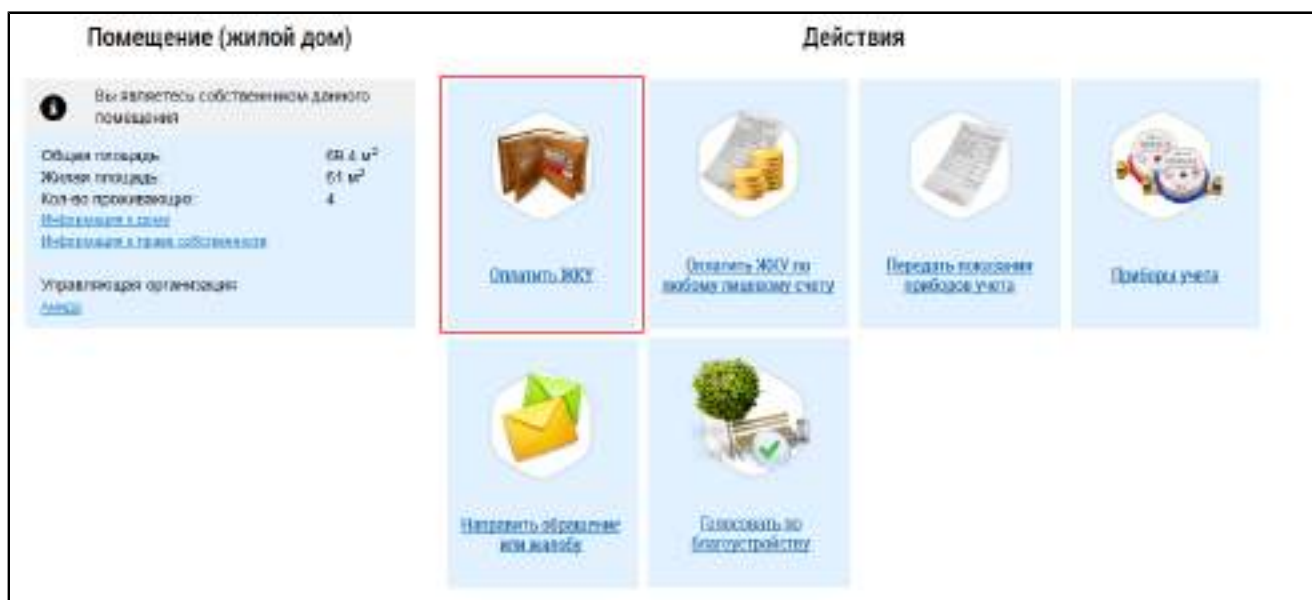 Помещение (жилой дом)
Действия
Вы являетесь собственником данного
помещения
Общая площадь:
69.4 м²
Жилая площадь:
61 м²
Кол-во проживающих:
4
Информация о доме
Информация о праве собственности
Управляющая организация:
Оплатить ЖКУ
Оплатить ЖКУ по
любому лицевому счету
Передать показания
приборов учета
Приборы учета
Направить обращение
или жалобу
Голосовать по
благоустройству